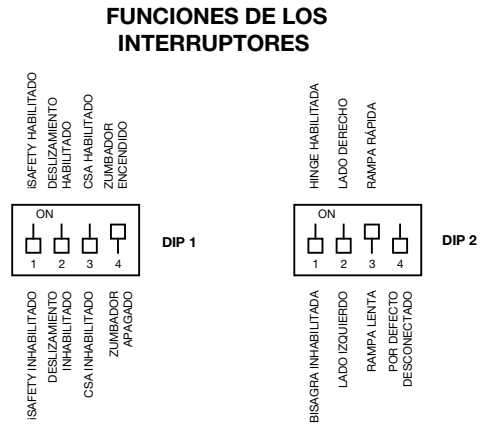 FUNCIONES DE LOS
INTERRUPTORES
iSAFETY HABILITADO
DESLIZAMIENTO
HABILITADO
CSA HABILITADO
ZUMBADOR
ENCENDIDO
ON
1 2 3 4
DIP 1
iSAFETY INHABILITADO
DESLIZAMIENTO
INHABILITADO
CSA INHABILITADO
ZUMBADOR
APAGADO
HINGE HABILITADA
LADO DERECHO
RAMPA RÁPIDA
ON
1 2 3 4
DIP 2
BISAGRA INHABILITADA
LADO IZQUIERDO
RAMPA LENTA
POR DEFECTO
DESCONECTADO